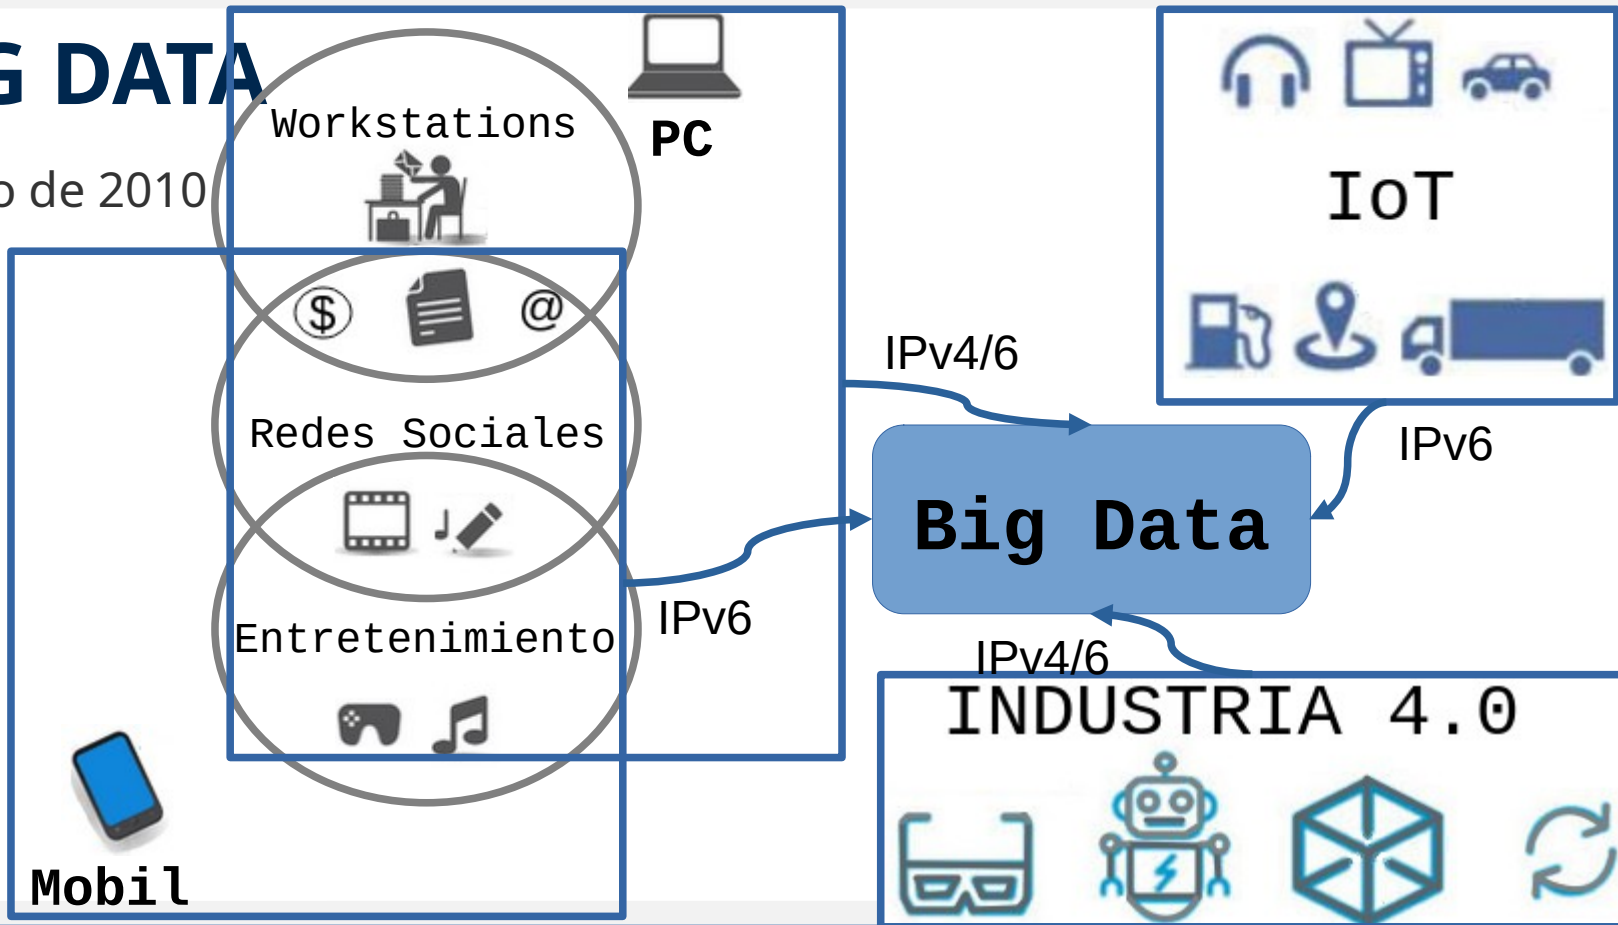 G DATA
o de 2010
Workstations
PC
$
@
Redes Sociales
Entretenimiento
Mobil
IPv4/6
IPv6
Big Data
IoT
IPv6
IPv4/6
INDUSTRIA 4.0